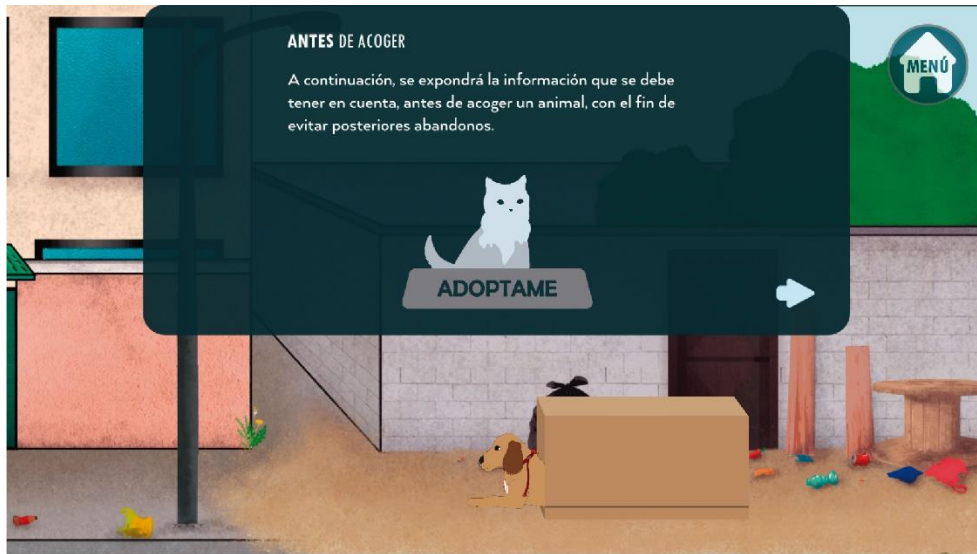 ANTES DE ACOGER
MENÚ
A continuación, se expondrá la información que se debe
tener en cuenta, antes de acoger un animal, con el fin de
evitar posteriores abandonos.
ADOPTAME